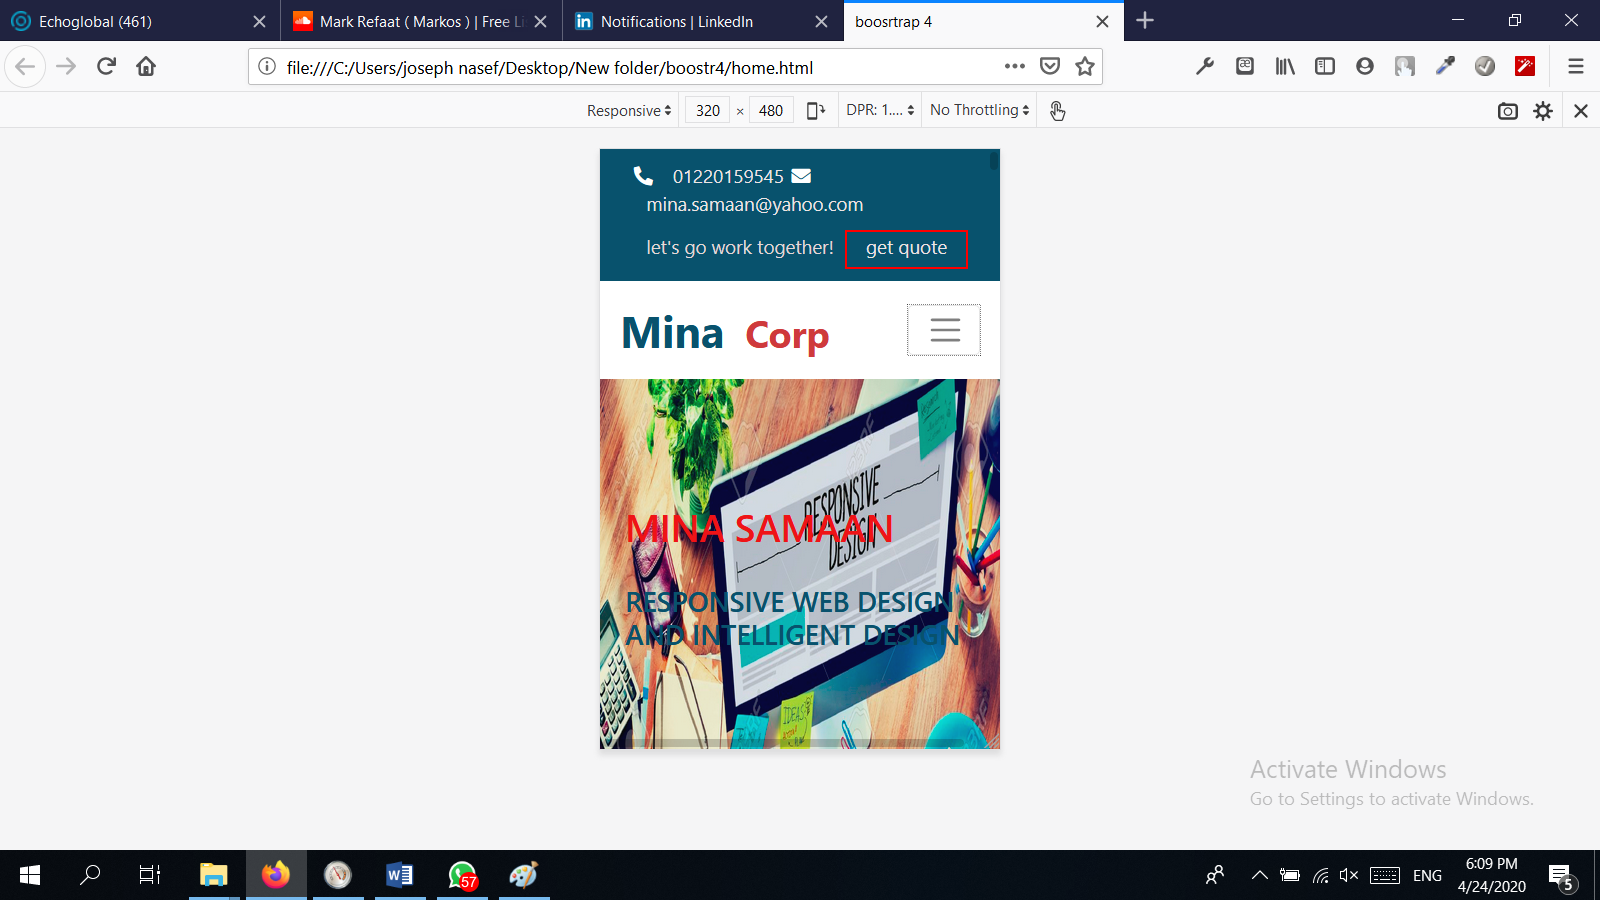 Echoglobal (461)
Mark Refaat ( Markos ) | Free Li
Notifications | LinkedIn
boosrtrap 4
file:///C:/Users/joseph nasef/Desktop/New folder/boostr4/home.html
Responsive
320 × 480
DPR: 1....
No Throttling
01220159545
mina.samaan@yahoo.com
let's go work together!
get quote
Mina Corp
RESPONSIVE
DESIGN
MINA SAMAAN
RESPONSIVE WEB DESIGN
AND INTELLIGENT DESIGN
IDEAS
Activate Windows
Go to Settings to activate Windows.
57
ENG
6:09 PM
4/24/2020
5